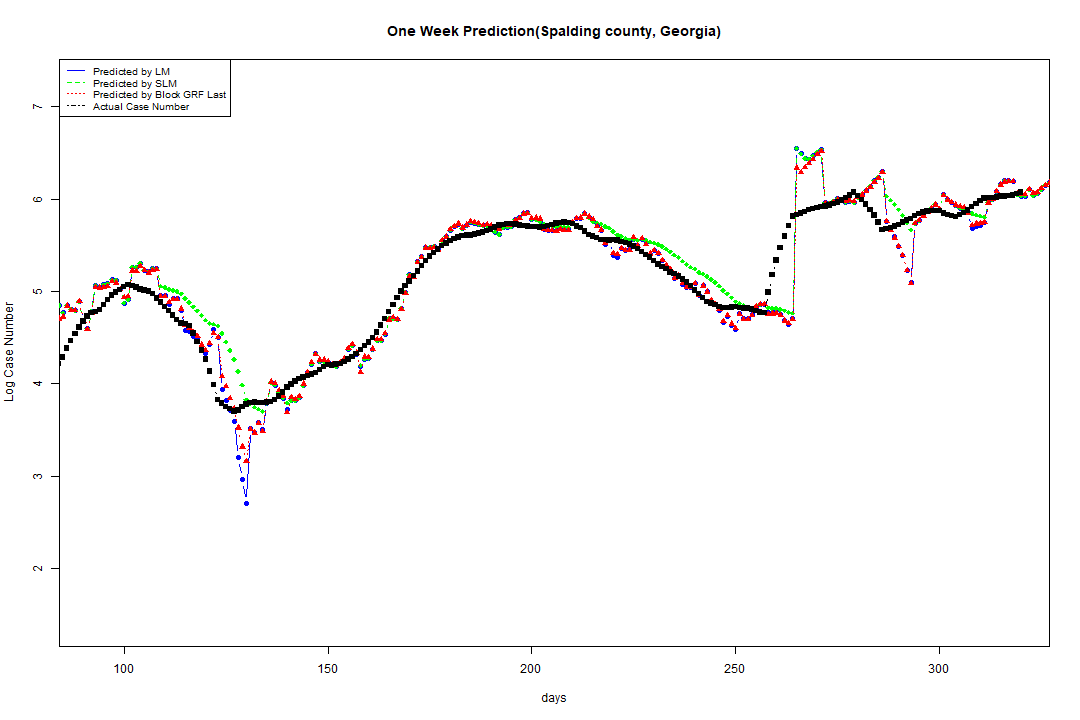 One Week Prediction(Spalding county, Georgia)
Predicted by LM
Predicted by SLM
Predicted by Block GRF Last
Actual Case Number
7
6
5
4
3
2
Log Case Number
100 150 200 250 300
days